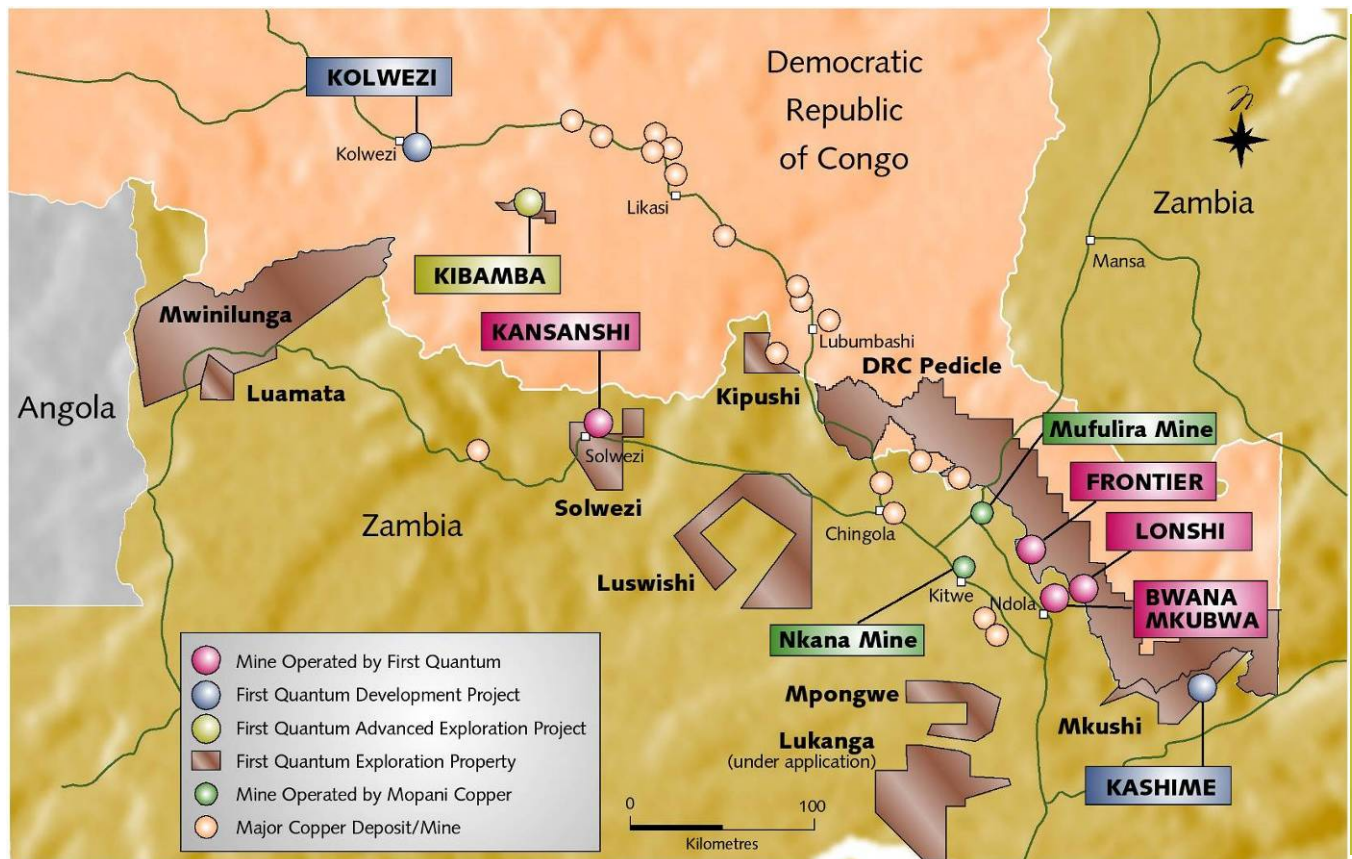 KOLWEZI
Democratic
Republic
of Congo
Kolwezi
Likasi
Zambia
KIBAMBA
Mansa
Mwinilunga
KANSANSHI
Lubumbashi
DRC Pedicle
Angola
Luamata
Kipushi
Mufulira Mine
Solwezi
FRONTIER
Solwezi
Zambia
Chingola
LONSHI
Luswishi
Kitwe
Ndola
BWANA
MKUBWA
Nkana Mine
Mpongwe
Mkushi
Lukanga
(under application)
KASHIME
Mine Operated by First Quantum
First Quantum Development Project
First Quantum Advanced Exploration Project
First Quantum Exploration Property
Mine Operated by Mopani Copper
Major Copper Deposit/Mine
0 100
Kilometres